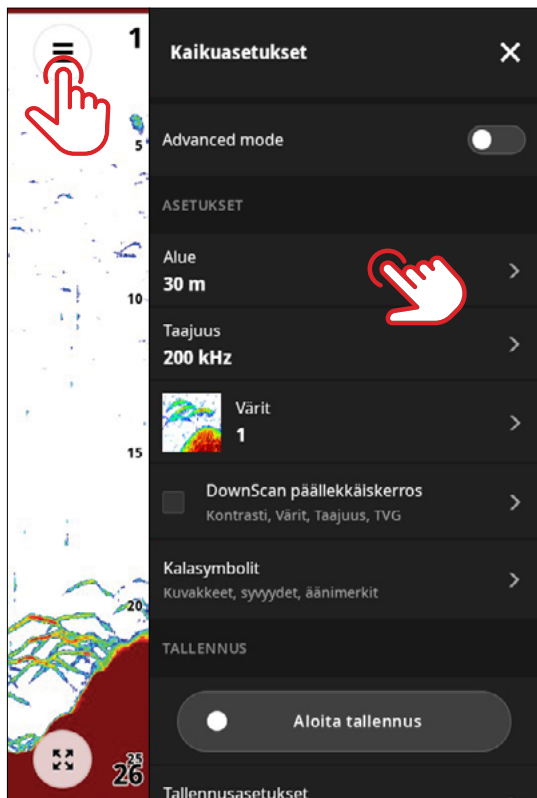 1
Kaikuasetukset
Advanced mode
5
ASETUKSET
Alue
30 m
10
Taajuus
200 kHz
Värit
1
15
DownScan päällekkäiskerros
Kontrasti, Värit, Taajuus, TVG
Kalasymbolit
Kuvakkeet, syvyydet, äänimerkit
20
TALLENNUS
Aloita tallennus
25
26
Tallennusasetukset